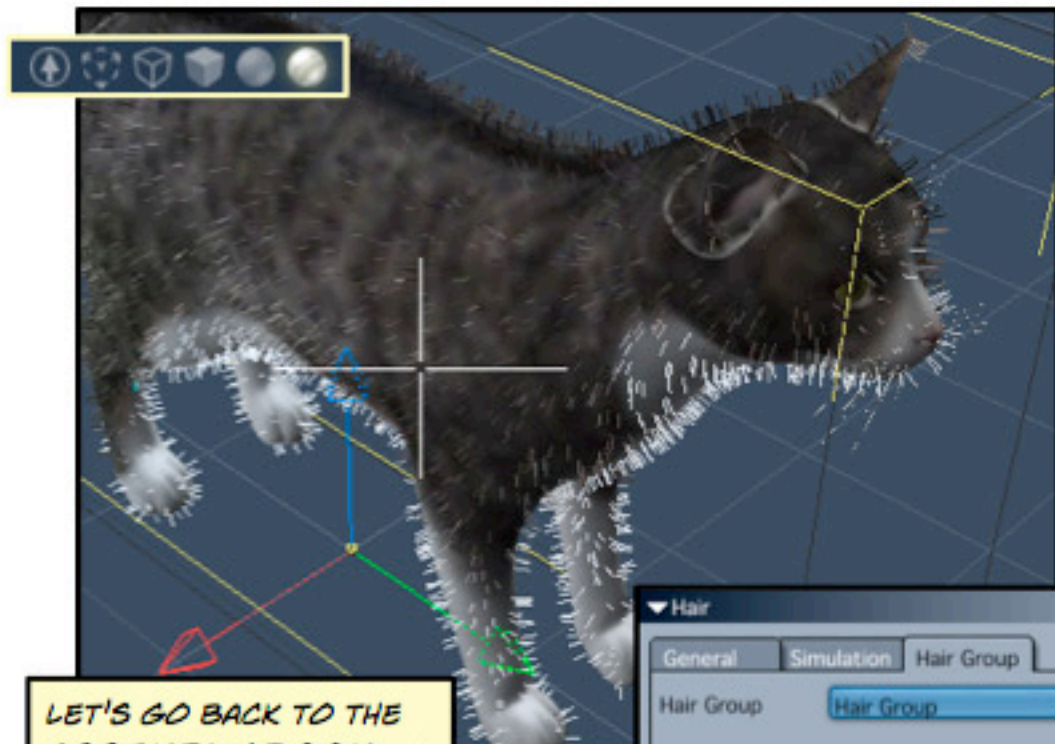 Hair
General Simulation Hair Group
Hair Group Hair Group
LET'S GO BACK TO THE